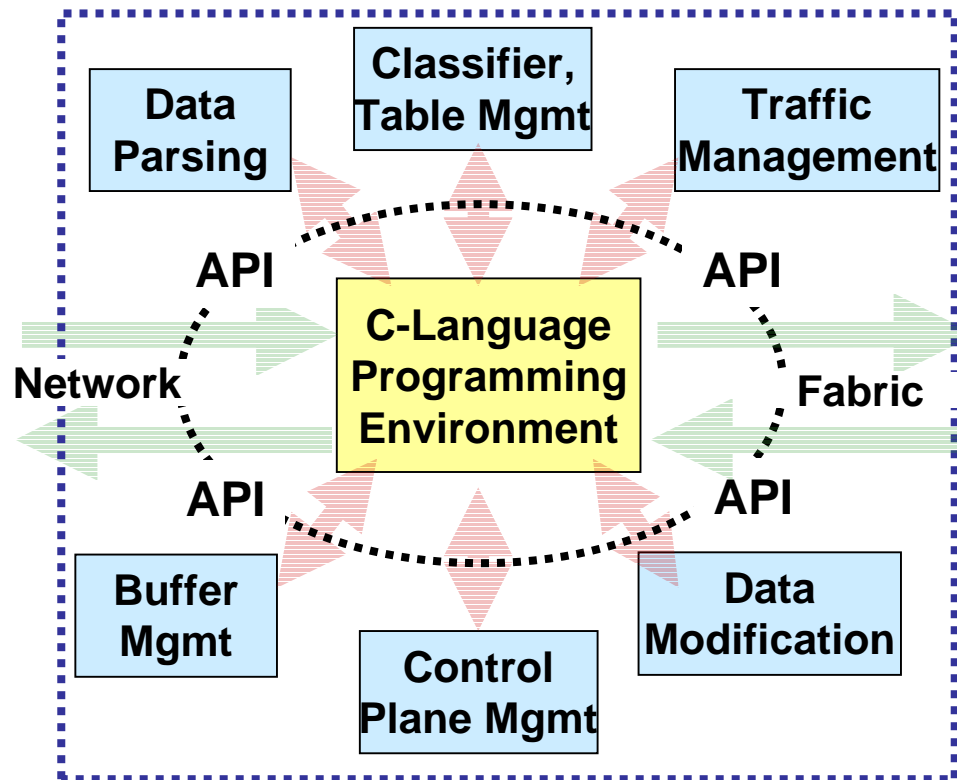 Data
Parsing
Classifier,
Table Mgmt
Traffic
Management
API
API
C-Language
Programming
Environment
Network
Fabric
API
API
Buffer
Mgmt
Control
Plane Mgmt
Data
Modification